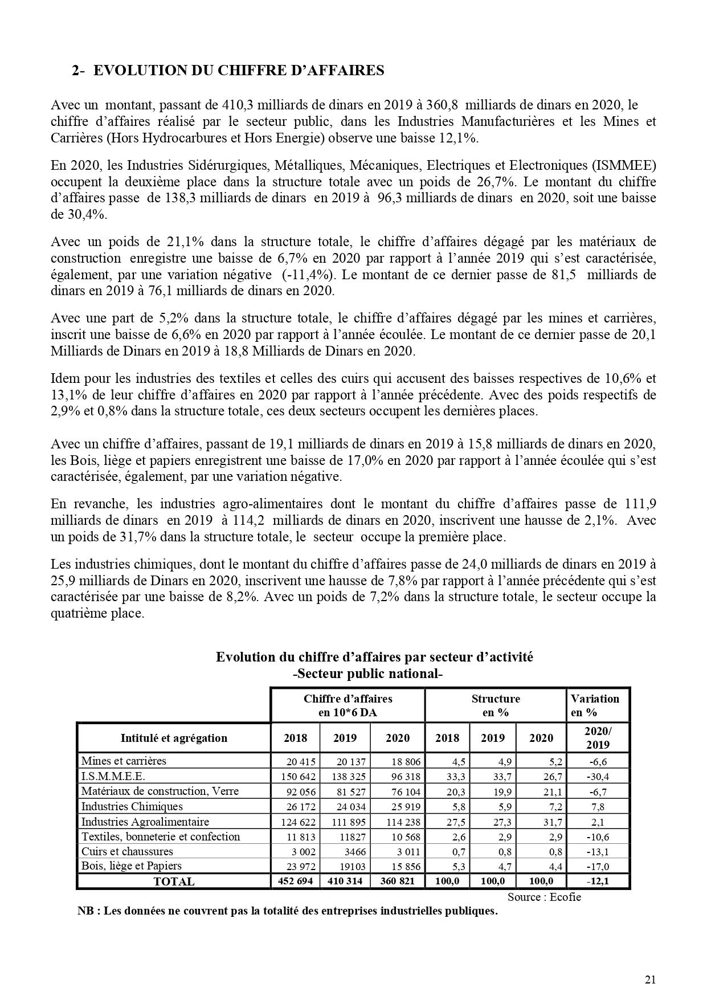 2- EVOLUTION DU CHIFFRE D’AFFAIRES
Avec un montant, passant de 410,3 milliards de dinars en 2019 à 360,8 milliards de dinars en 2020, le
chiffre d’affaires réalisé par le secteur public, dans les Industries Manufacturières et les Mines et
Carrières (Hors Hydrocarbures et Hors Energie) observe une baisse 12,1%.
En 2020, les Industries Sidérurgiques, Métalliques, Mécaniques, Electriques et Electroniques (ISMMEE)
occupent la deuxième place dans la structure totale avec un poids de 26,7%. Le montant du chiffre
d’affaires passe de 138,3 milliards de dinars en 2019 à 96,3 milliards de dinars en 2020, soit une baisse
de 30,4%.
Avec un poids de 21,1% dans la structure totale, le chiffre d’affaires dégagé par les matériaux de
construction enregistre une baisse de 6,7% en 2020 par rapport à l’année 2019 qui s’est caractérisée,
également, par une variation négative (-11,4%). Le montant de ce dernier passe de 81,5 milliards de
dinars en 2019 à 76,1 milliards de dinars en 2020.
Avec une part de 5,2% dans la structure totale, le chiffre d’affaires dégagé par les mines et carrières,
inscrit une baisse de 6,6% en 2020 par rapport à l’année écoulée. Le montant de ce dernier passe de 20,1
Milliards de Dinars en 2019 à 18,8 Milliards de Dinars en 2020.
Idem pour les industries des textiles et celles des cuirs qui accusent des baisses respectives de 10,6% et
13,1% de leur chiffre d’affaires en 2020 par rapport à l’année précédente. Avec des poids respectifs de
2,9% et 0,8% dans la structure totale, ces deux secteurs occupent les dernières places.
Avec un chiffre d’affaires, passant de 19,1 milliards de dinars en 2019 à 15,8 milliards de dinars en 2020,
les Bois, liège et papiers enregistrent une baisse de 17,0% en 2020 par rapport à l’année écoulée qui s’est
caractérisée, également, par une variation négative.
En revanche, les industries agro-alimentaires dont le montant du chiffre d’affaires passe de 111,9
milliards de dinars en 2019 à 114,2 milliards de dinars en 2020, inscrivent une hausse de 2,1%. Avec
un poids de 31,7% dans la structure totale, le secteur occupe la première place.
Les industries chimiques, dont le montant du chiffre d’affaires passe de 24,0 milliards de dinars en 2019 à
25,9 milliards de Dinars en 2020, inscrivent une hausse de 7,8% par rapport à l’année précédente qui s’est
caractérisée par une baisse de 8,2%. Avec un poids de 7,2% dans la structure totale, le secteur occupe la
quatrième place.
Evolution du chiffre d’affaires par secteur d’activité
-Secteur public national-
Chiffre d’affaires Structure Variation
en 10*6 DA en % en %
Intitulé et agrégation 2018 2019 2020 2018 2019 2020 2020/
2019
Mines et carrières 20 415 20 137 18 806 4,5 4,9 5,2 -6,6
I.S.M.M.E.E. 150 642 138 325 96 318 33,3 33,7 26,7 -30,4
Matériaux de construction, Verre 92 056 81 527 76 104 20,3 19,9 21,1 -6,7
Industries Chimiques 26 172 24 034 25 919 5,8 5,9 7,2 7,8
Industries Agroalimentaire 124 622 111 895 114 238 27,5 27,3 31,7 2,1
Textiles, bonneterie et confection 11 813 11827 10 568 2,6 2,9 2,9 -10,6
Cuirs et chaussures 3 002 3466 3 011 0,7 0,8 0,8 -13,1
Bois, liège et Papiers 23 972 19103 15 856 5,3 4,7 4,4 -17,0
TOTAL 452 694 410 314 360 821 100,0 100,0 100,0 -12,1
Source : Ecofie
NB : Les données ne couvrent pas la totalité des entreprises industrielles publiques.
21